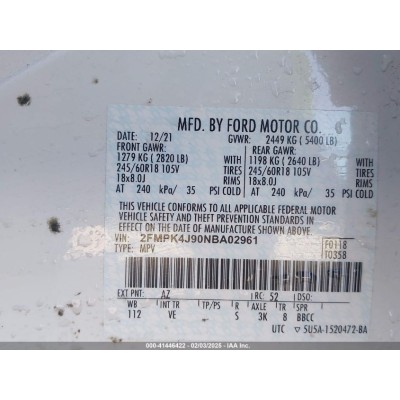 MFD. BY FORD MOTOR CO.
DATE: 12/21 GVWR: 2449 KG ( 5400 LB)
FRONT GAWR: REAR GAWR:
1279 KG ( 2820 LB) 1198 KG ( 2640 LB)
245/60R18 105V TIRES 245/60R18 105V
18x8.0J RIMS 18x8.0J
AT 240 kPa/ 35 PSI COLD AT 240 kPa/ 35 PSI COLD
THIS VEHICLE CONFORMS TO ALL APPLICABLE FEDERAL MOTOR
VEHICLE SAFETY AND THEFT PREVENTION STANDARDS IN EFFECT
ON THE DATE OF MANUFACTURE SHOWN ABOVE.
VIN: 2FMPK4J90NBA02961 F0118
TYPE: MPV T0358
EXT PNT: AZ RC: 52 DSO:
WB INT TR TP/PS R AXLE TR SPR
112 VE S 3K 8 BBCC
UTC 5U5A-1520472-BA
000-41446422 - 02/03/2025 - IAA Inc.